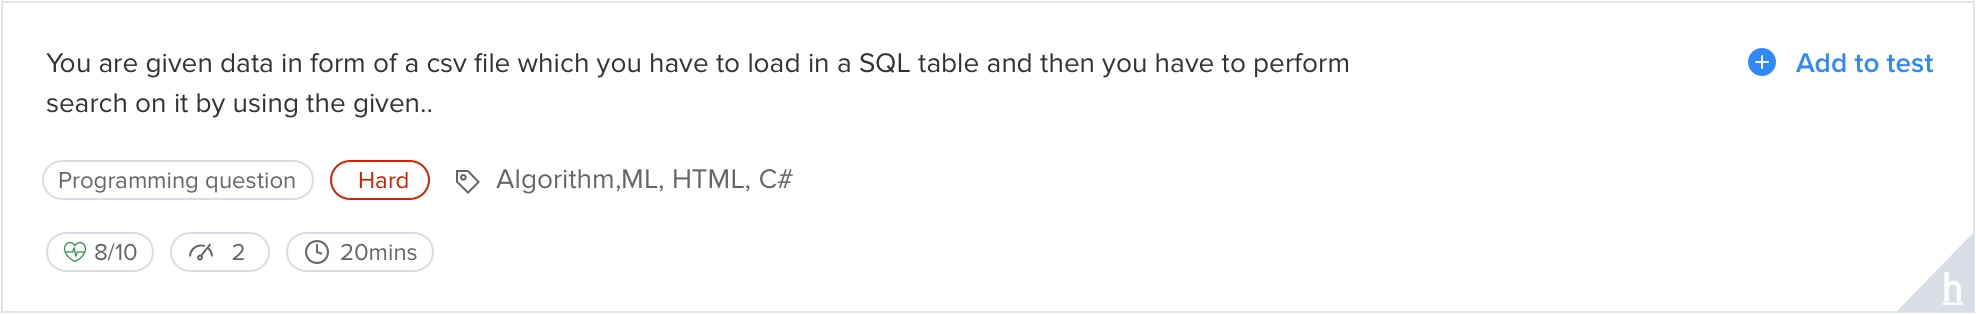 You are given data in form of a csv file which you have to load in a SQL table and then you have to perform
search on it by using the given..
Add to test
Programming question
Hard
Algorithm,ML, HTML, C#
8/10
2
20mins
h